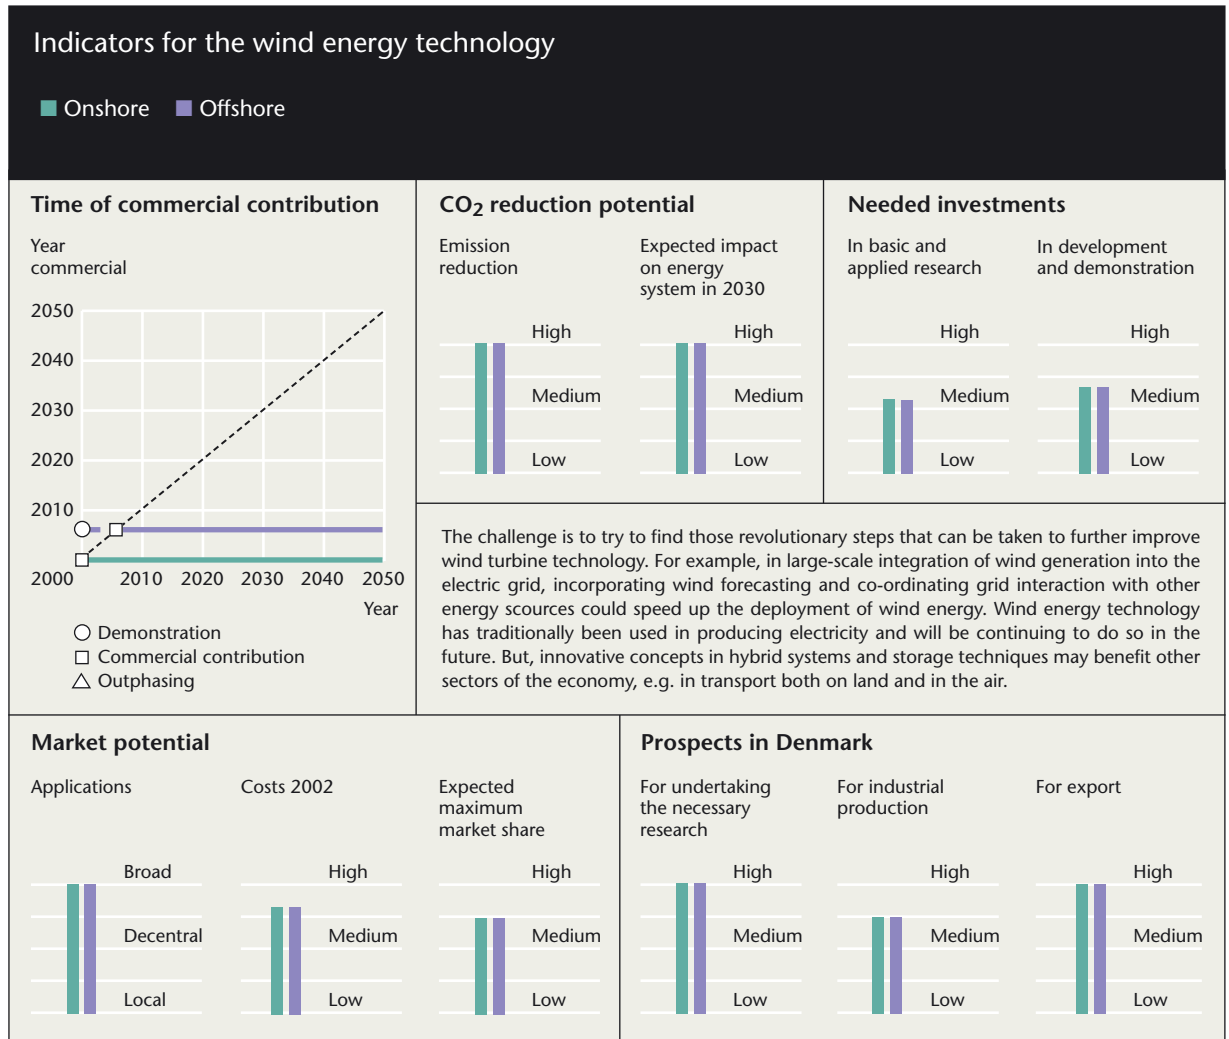 Indicators for the wind energy technology
Onshore Offshore
Time of commercial contribution
Year
commercial
2050
2040
2030
2020
2010
2000 2010 2020 2030 2040 2050
Year
Demonstration
Commercial contribution
Outphasing
CO2 reduction potential
Emission
reduction
High
Medium
Low
Expected impact
on energy
system in 2030
High
Medium
Low
Needed investments
In basic and
applied research
High
Medium
Low
In development
and demonstration
High
Medium
Low
The challenge is to try to find those revolutionary steps that can be taken to further improve
wind turbine technology. For example, in large-scale integration of wind generation into the
electric grid, incorporating wind forecasting and co-ordinating grid interaction with other
energy scources could speed up the deployment of wind energy. Wind energy technology
has traditionally been used in producing electricity and will be continuing to do so in the
future. But, innovative concepts in hybrid systems and storage techniques may benefit other
sectors of the economy, e.g. in transport both on land and in the air.
Market potential
Applications
Broad
Decentral
Local
Costs 2002
High
Medium
Low
Expected
maximum
market share
High
Medium
Low
Prospects in Denmark
For undertaking
the necessary
research
High
Medium
Low
For industrial
production
High
Medium
Low
For export
High
Medium
Low